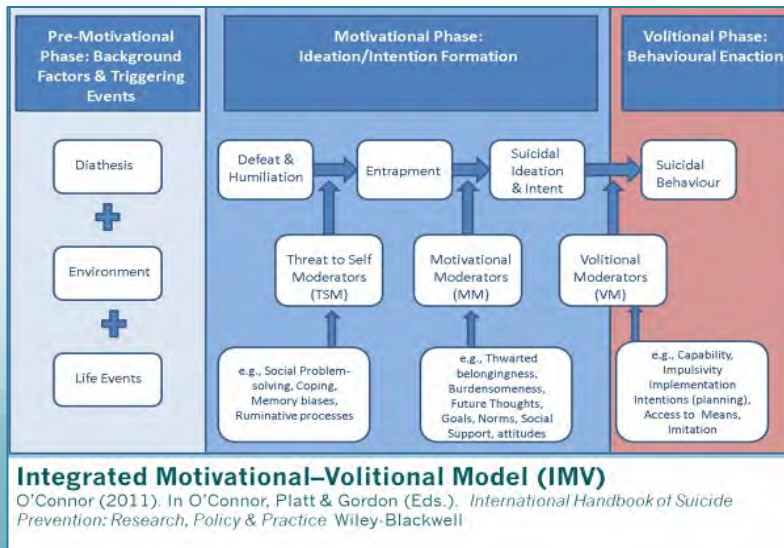 Pre-Motivational
Phase: Background
Factors & Triggering
Events
Motivational Phase:
Ideation/Intention Formation
Volitional Phase:
Behavioural Enaction
Diathesis
Environment
Life Events
Defeat &
Humiliation
Entrapment
Suicidal
Ideation
& Intent
Suicidal
Behaviour
Threat to Self
Moderators
(TSM)
Motivational
Moderators
(MM)
Volitional
Moderators
(VM)
e.g., Social Problem-
solving, Coping,
Memory biases,
Ruminative processes
e.g., Thwarted
belongingness,
Burdensomeness,
Future Thoughts,
Goals, Norms, Social
Support, attitudes
e.g., Capability,
Impulsivity
Implementation
Intentions (planning),
Access to Means,
Imitation
Integrated Motivational–Volitional Model (IMV)
O'Connor (2011). In O'Connor, Platt & Gordon (Eds.). International Handbook of Suicide
Prevention: Research, Policy & Practice Wiley-Blackwell